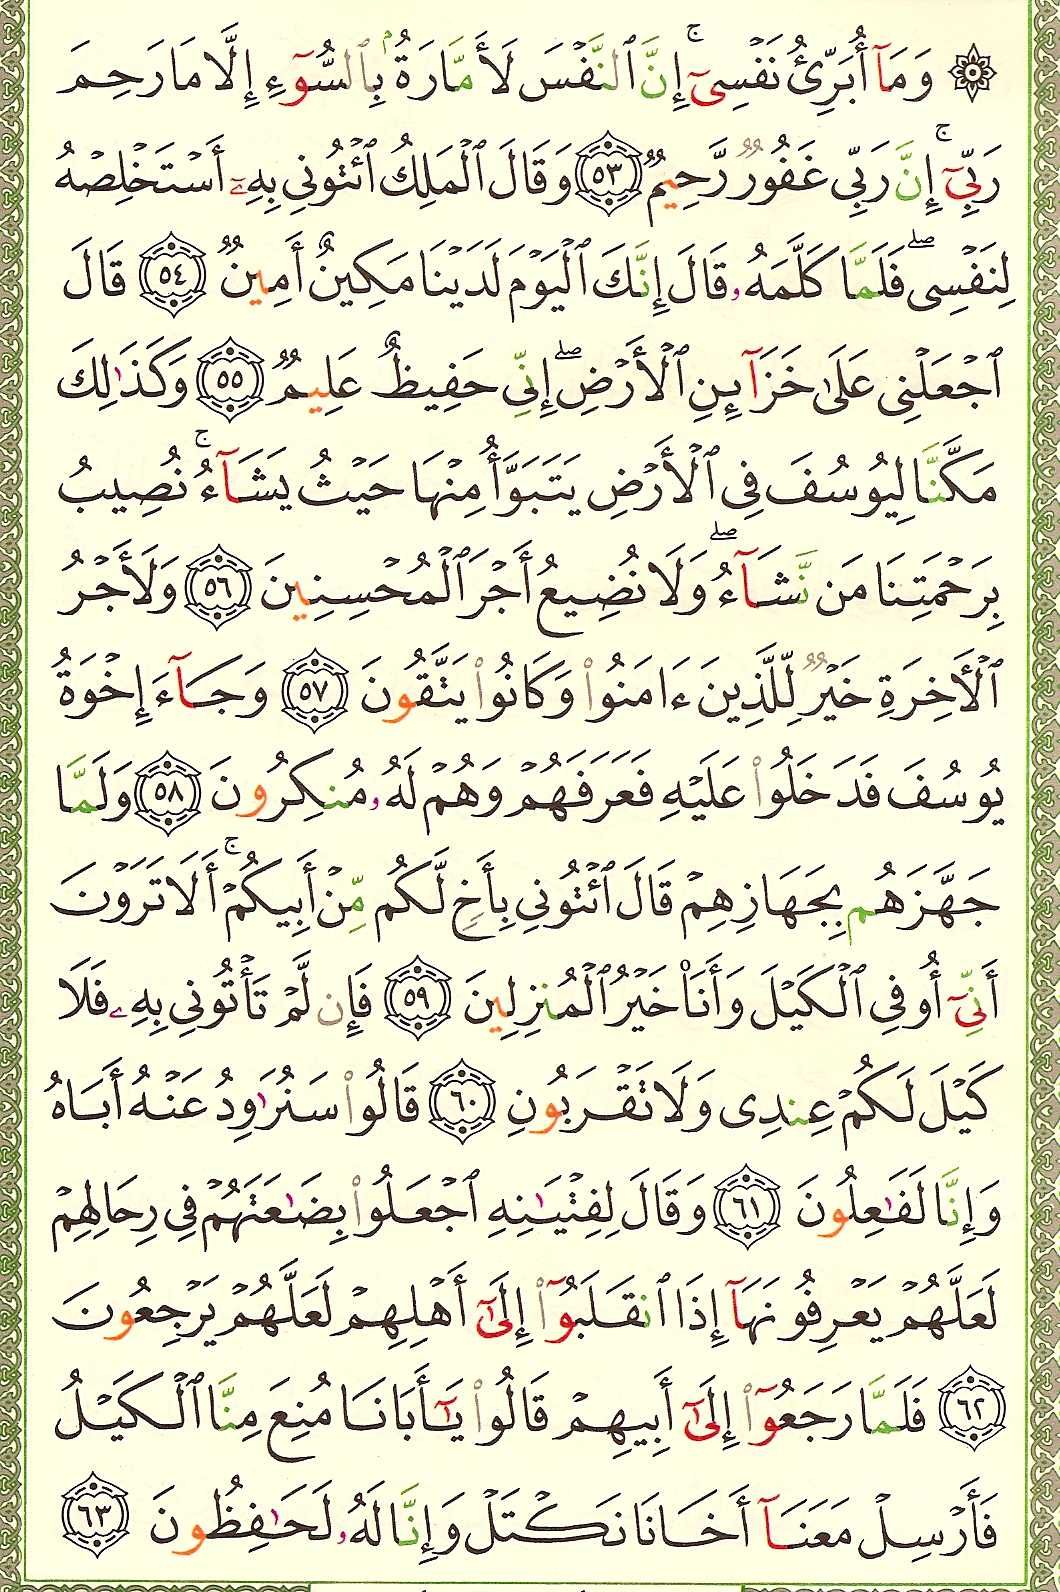 ۞ وَمَآ أُبَرِّئُ نَفْسِىٓ ۚ إِنَّ ٱلنَّفْسَ لَأَمَّارَةُۢ بِٱلسُّوٓءِ إِلَّا مَا رَحِمَ
رَبِّىٓ ۚ إِنَّ رَبِّى غَفُورٌ رَّحِيمٌ ٥٣ وَقَالَ ٱلْمَلِكُ ٱئْتُونِى بِهِۦٓ أَسْتَخْلِصْهُ
لِنَفْسِى ۖ فَلَمَّا كَلَّمَهُۥ قَالَ إِنَّكَ ٱلْيَوْمَ لَدَيْنَا مَكِينٌ أَمِينٌ ٥٤ قَالَ
ٱجْعَلْنِى عَلَىٰ خَزَآئِنِ ٱلْأَرْضِ ۖ إِنِّى حَفِيظٌ عَلِيمٌ ٥٥ وَكَذَٰلِكَ
مَكَّنَّا لِيُوسُفَ فِى ٱلْأَرْضِ يَتَبَوَّأُ مِنْهَا حَيْثُ يَشَآءُ ۚ نُصِيبُ
بِرَحْمَتِنَا مَن نَّشَآءُ ۖ وَلَا نُضِيعُ أَجْرَ ٱلْمُحْسِنِينَ ٥٦ وَلَأَجْرُ
ٱلْأَخِرَةِ خَيْرٌ لِّلَّذِينَ ءَامَنُوا۟ وَكَانُوا۟ يَتَّقُونَ ٥٧ وَجَآءَ إِخْوَةُ
يُوسُفَ فَدَخَلُوا۟ عَلَيْهِ فَعَرَفَهُمْ وَهُمْ لَهُۥ مُنكِرُونَ ٥٨ وَلَمَّا
جَهَّزَهُم بِجَهَازِهِمْ قَالَ ٱئْتُونِى بِأَخٍ لَّكُم مِّنْ أَبِيكُمْ ۚ أَلَا تَرَوْنَ
أَنِّىٓ أُوفِى ٱلْكَيْلَ وَأَنَا۠ خَيْرُ ٱلْمُنزِلِينَ ٥٩ فَإِن لَّمْ تَأْتُونِى بِهِۦ فَلَا
كَيْلَ لَكُمْ عِندِى وَلَا تَقْرَبُونِ ٦٠ قَالُوا۟ سَنُرَٰوِدُ عَنْهُ أَبَاهُ
وَإِنَّا لَفَٰعِلُونَ ٦١ وَقَالَ لِفِتْيَٰنِهِ ٱجْعَلُوا۟ بِضَٰعَتَهُمْ فِى رِحَالِهِمْ
لَعَلَّهُمْ يَعْرِفُونَهَآ إِذَا ٱنقَلَبُوٓا۟ إِلَىٰٓ أَهْلِهِمْ لَعَلَّهُمْ يَرْجِعُونَ
٦٢ فَلَمَّا رَجَعُوٓا۟ إِلَىٰٓ أَبِيهِمْ قَالُوا۟ يَٰٓأَبَانَا مُنِعَ مِنَّا ٱلْكَيْلُ
فَأَرْسِلْ مَعَنَآ أَخَانَا نَكْتَلْ وَإِنَّا لَهُۥ لَحَٰفِظُونَ ٦٣